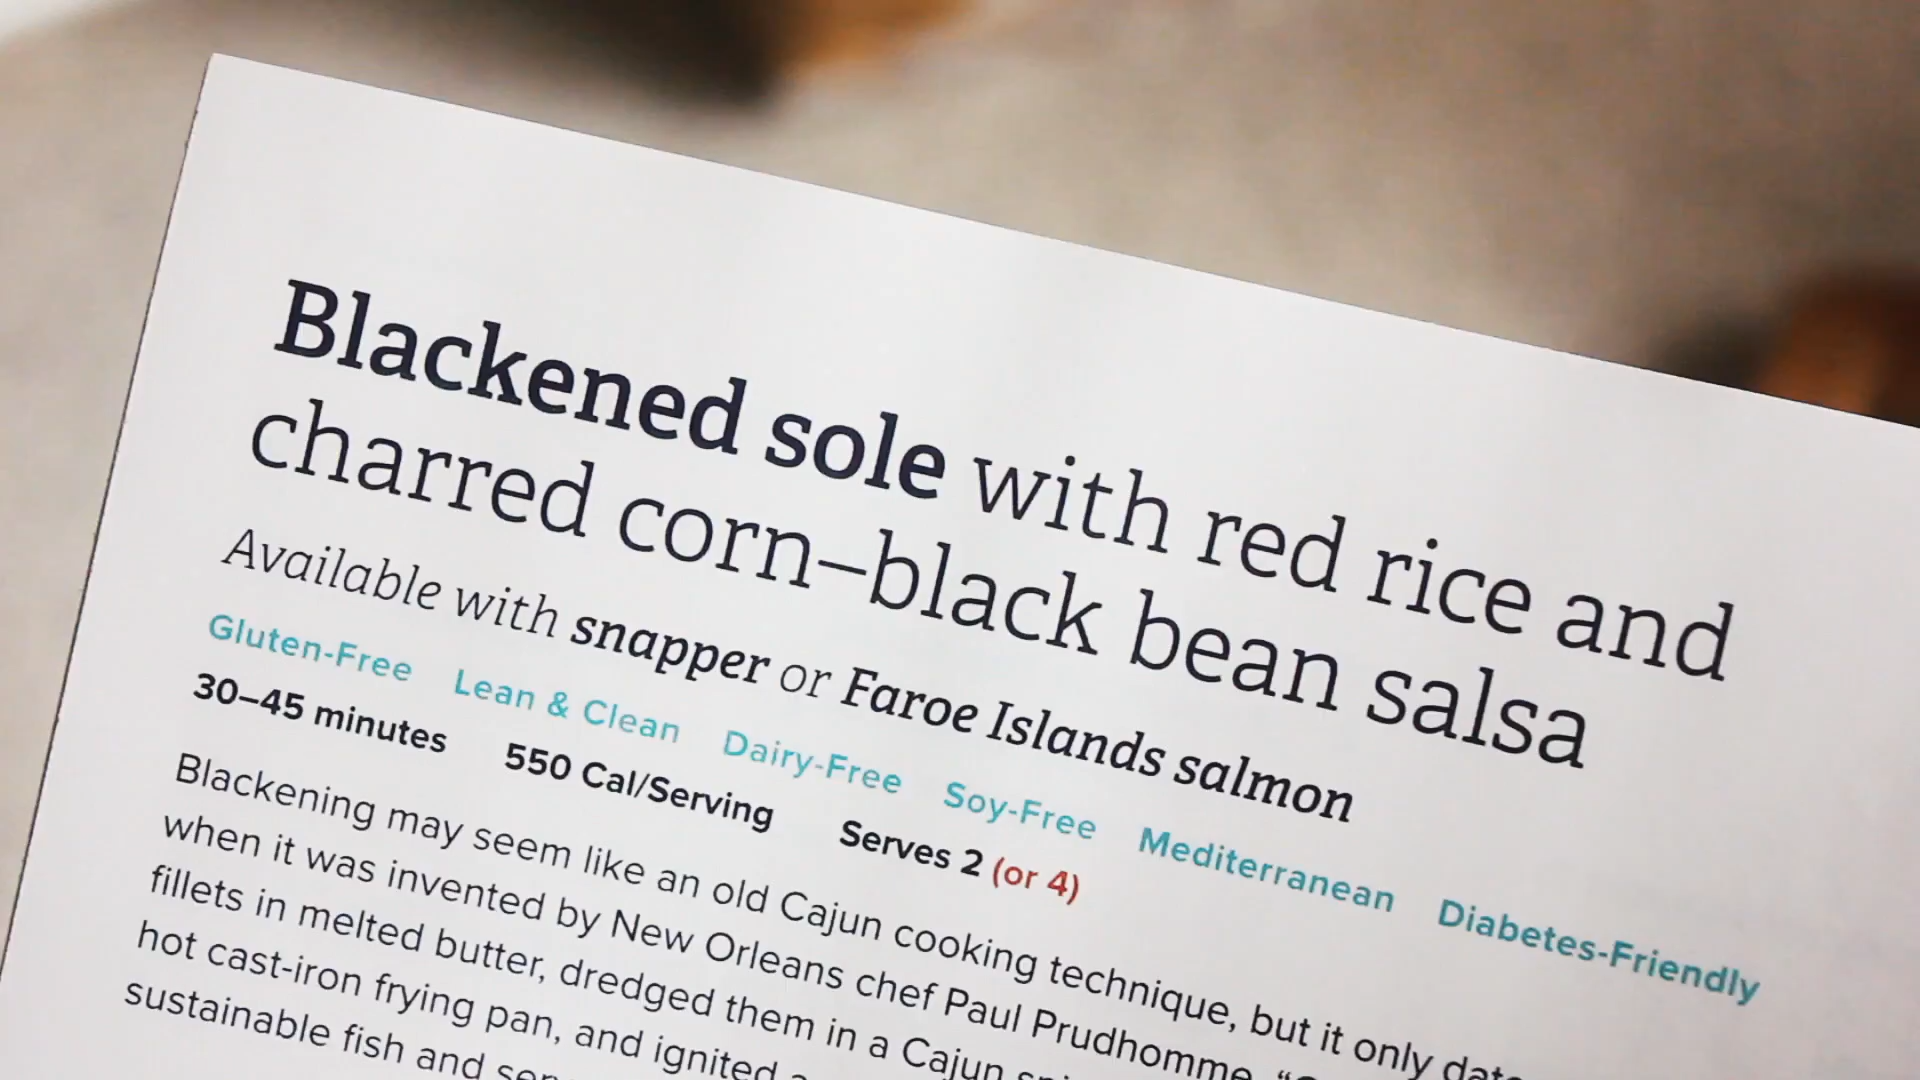 Blackened sole with red rice and
charred corn–black bean salsa
Available with snapper or Faroe Islands salmon
Gluten-Free Lean & Clean Dairy-Free Soy-Free Mediterranean Diabetes-Friendly
30–45 minutes 550 Cal/Serving Serves 2 (or 4)
Blackening may seem like an old Cajun cooking technique, but it only
when it was invented by New Orleans chef Paul Prudhomme.
fillets in melted butter, dredged them in a Cajun
hot cast-iron frying pan, and ignited
sustainable fish and